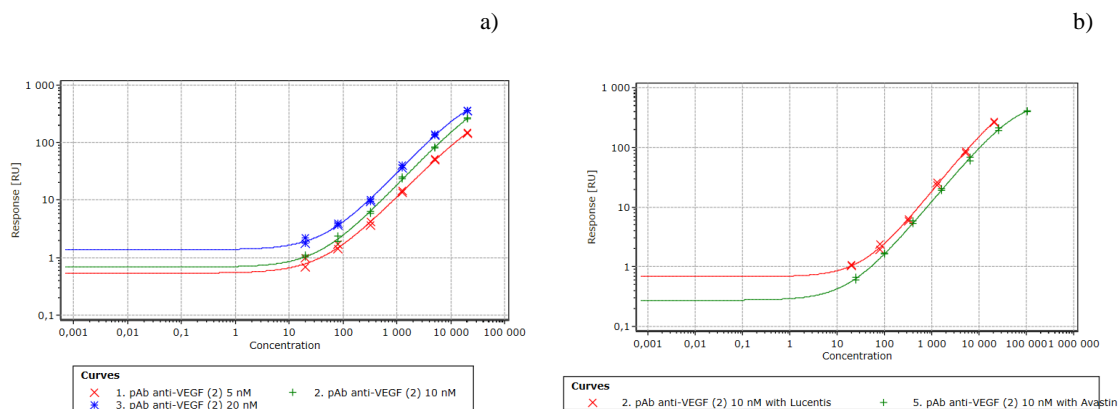 a)
b)
1 000
100
10
1
0,1
Response [RU]
0,001 0,01 0,1 1 10 100 1 000 10 000 100 000
Concentration
Curves
1. pAb anti-VEGF (2) 5 nM 2. pAb anti-VEGF (2) 10 nM
3. pAb anti-VEGF (2) 20 nM
1 000
100
10
1
0,1
Response [RU]
0,001 0,01 0,1 1 10 100 1 000 10 000 100 0001 000 000
Concentration
Curves
2. pAb anti-VEGF (2) 10 nM with Lucentis 5. pAb anti-VEGF (2) 10 nM with Avastin